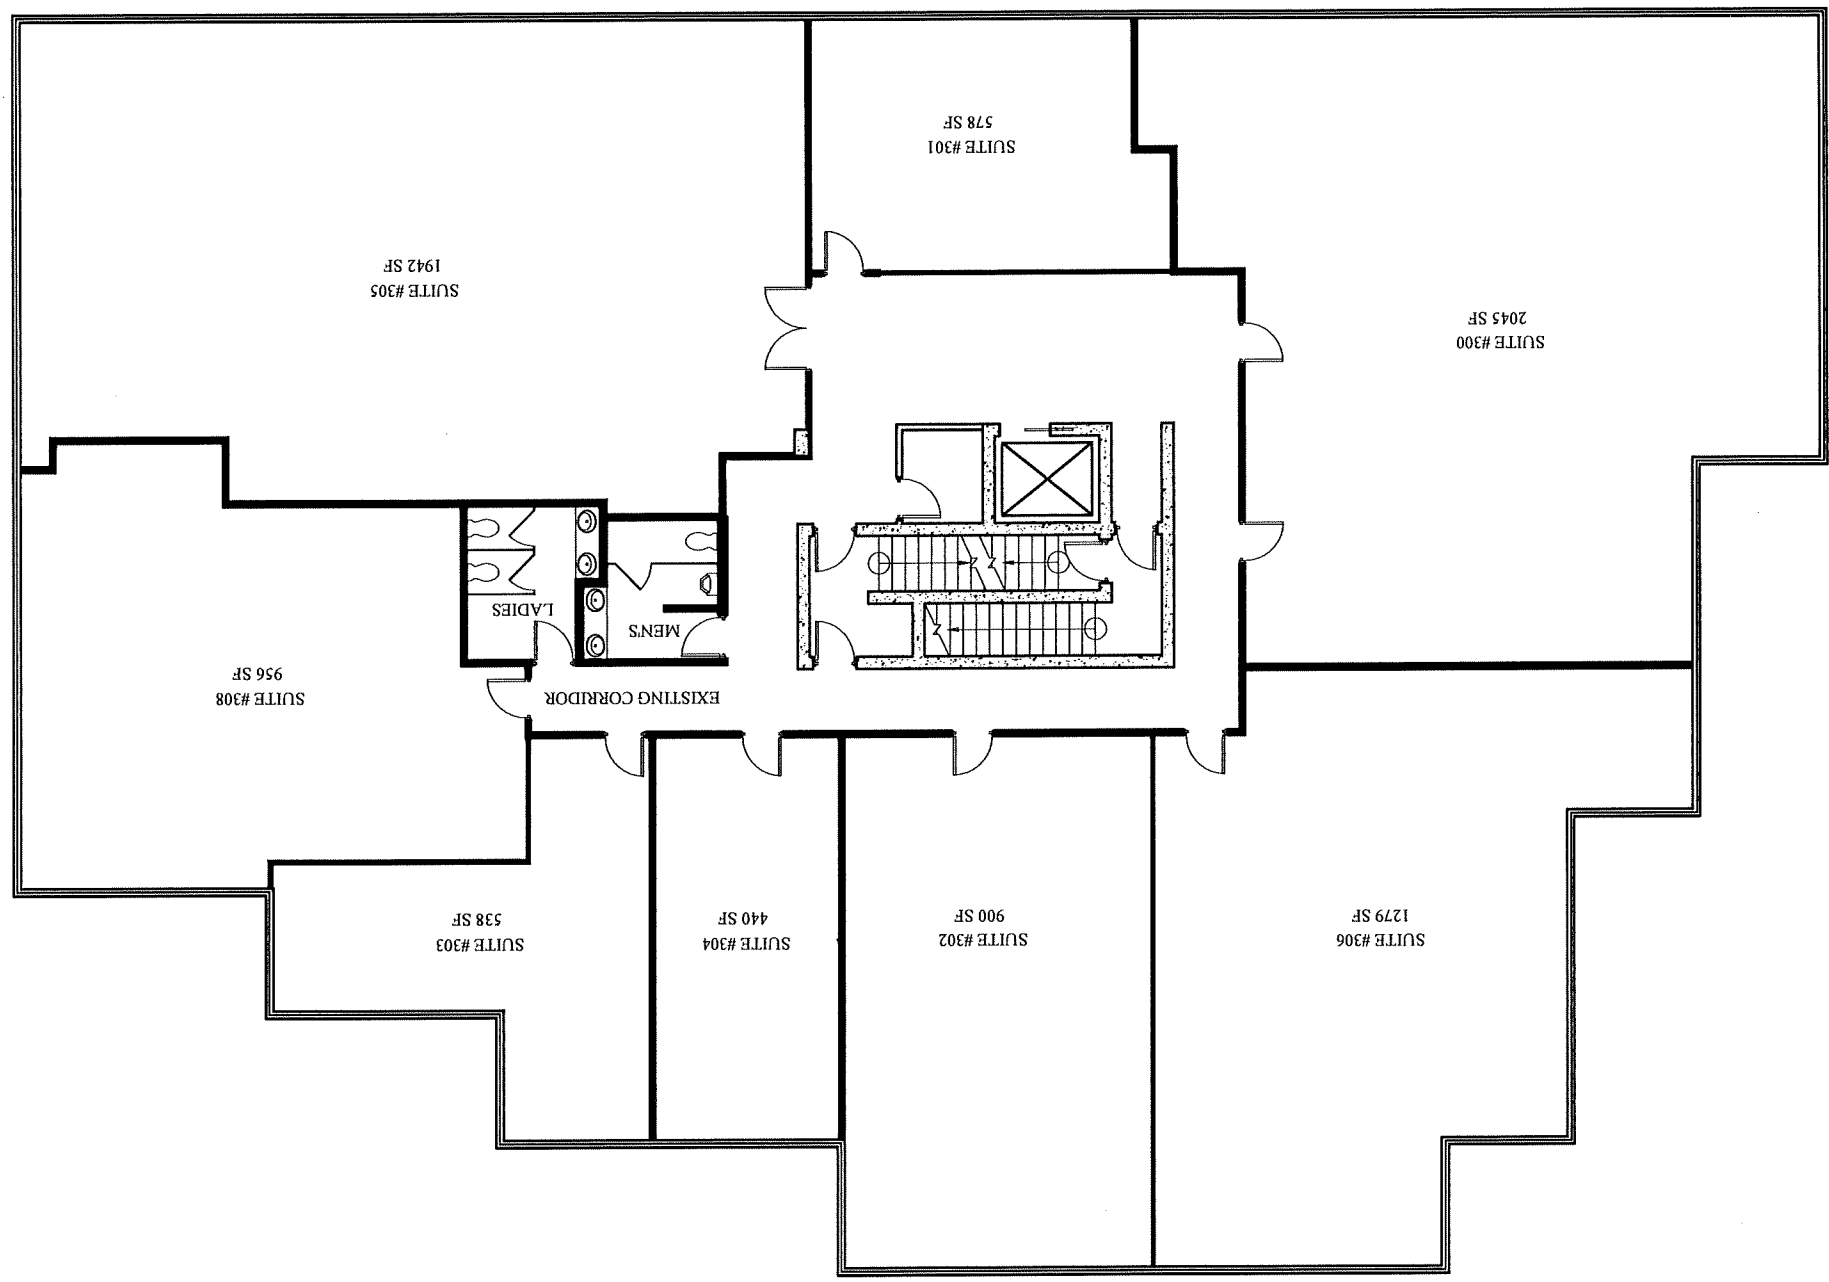 SUITE #306
1279 SF
SUITE #302
900 SF
SUITE #304
440 SF
SUITE #303
538 SF
EXISTING CORRIDOR
SUITE #308
956 SF
MEN'S
LADIES
SUITE #300
2045 SF
SUITE #305
1942 SF
SUITE #301
578 SF